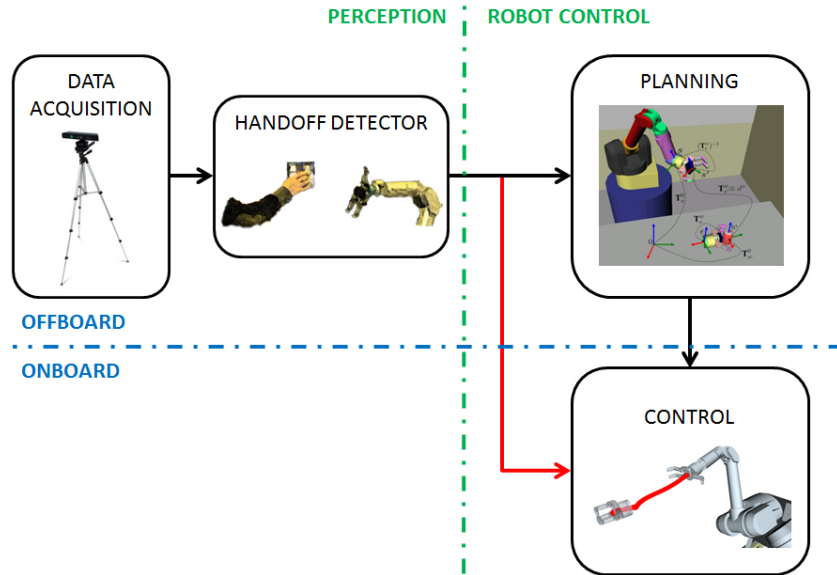 PERCEPTION
ROBOT CONTROL
DATA
ACQUISITION
HANDOFF DETECTOR
PLANNING
OFFBOARD
ONBOARD
CONTROL